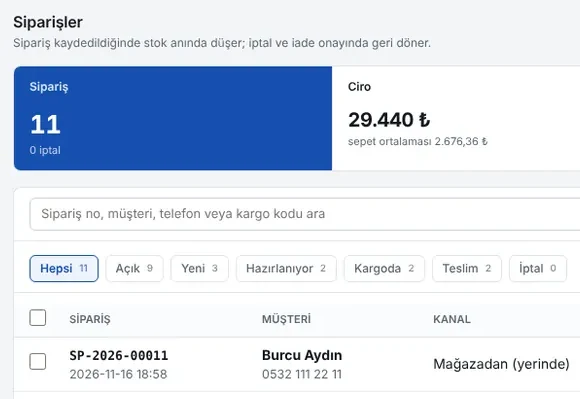 Siparişler
Sipariş kaydedildiğinde stok anında düşer; iptal ve iade onayında geri döner.
Sipariş
11
0 iptal
Ciro
29.440 ₺
sepet ortalaması 2.676,36 ₺
Sipariş no, müşteri, telefon veya kargo kodu ara
Hepsi 11 Açık 9 Yeni 3 Hazırlanıyor 2 Kargoda 2 Teslim 2 İptal 0
SİPARİŞ MÜŞTERİ KANAL
SP-2026-00011 Burcu Aydın Mağazadan (yerinde)
2026-11-16 18:58 0532 111 22 11